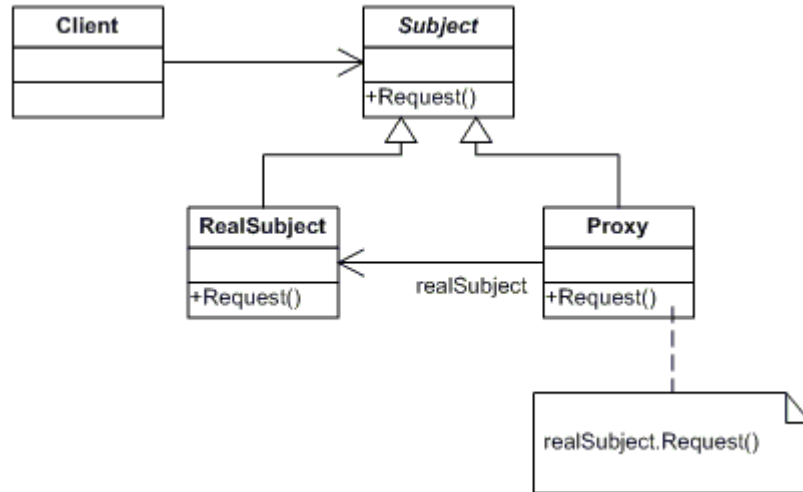 Client
Subject
+Request()
RealSubject
Proxy
realSubject
+Request()
+Request()
realSubject.Request()